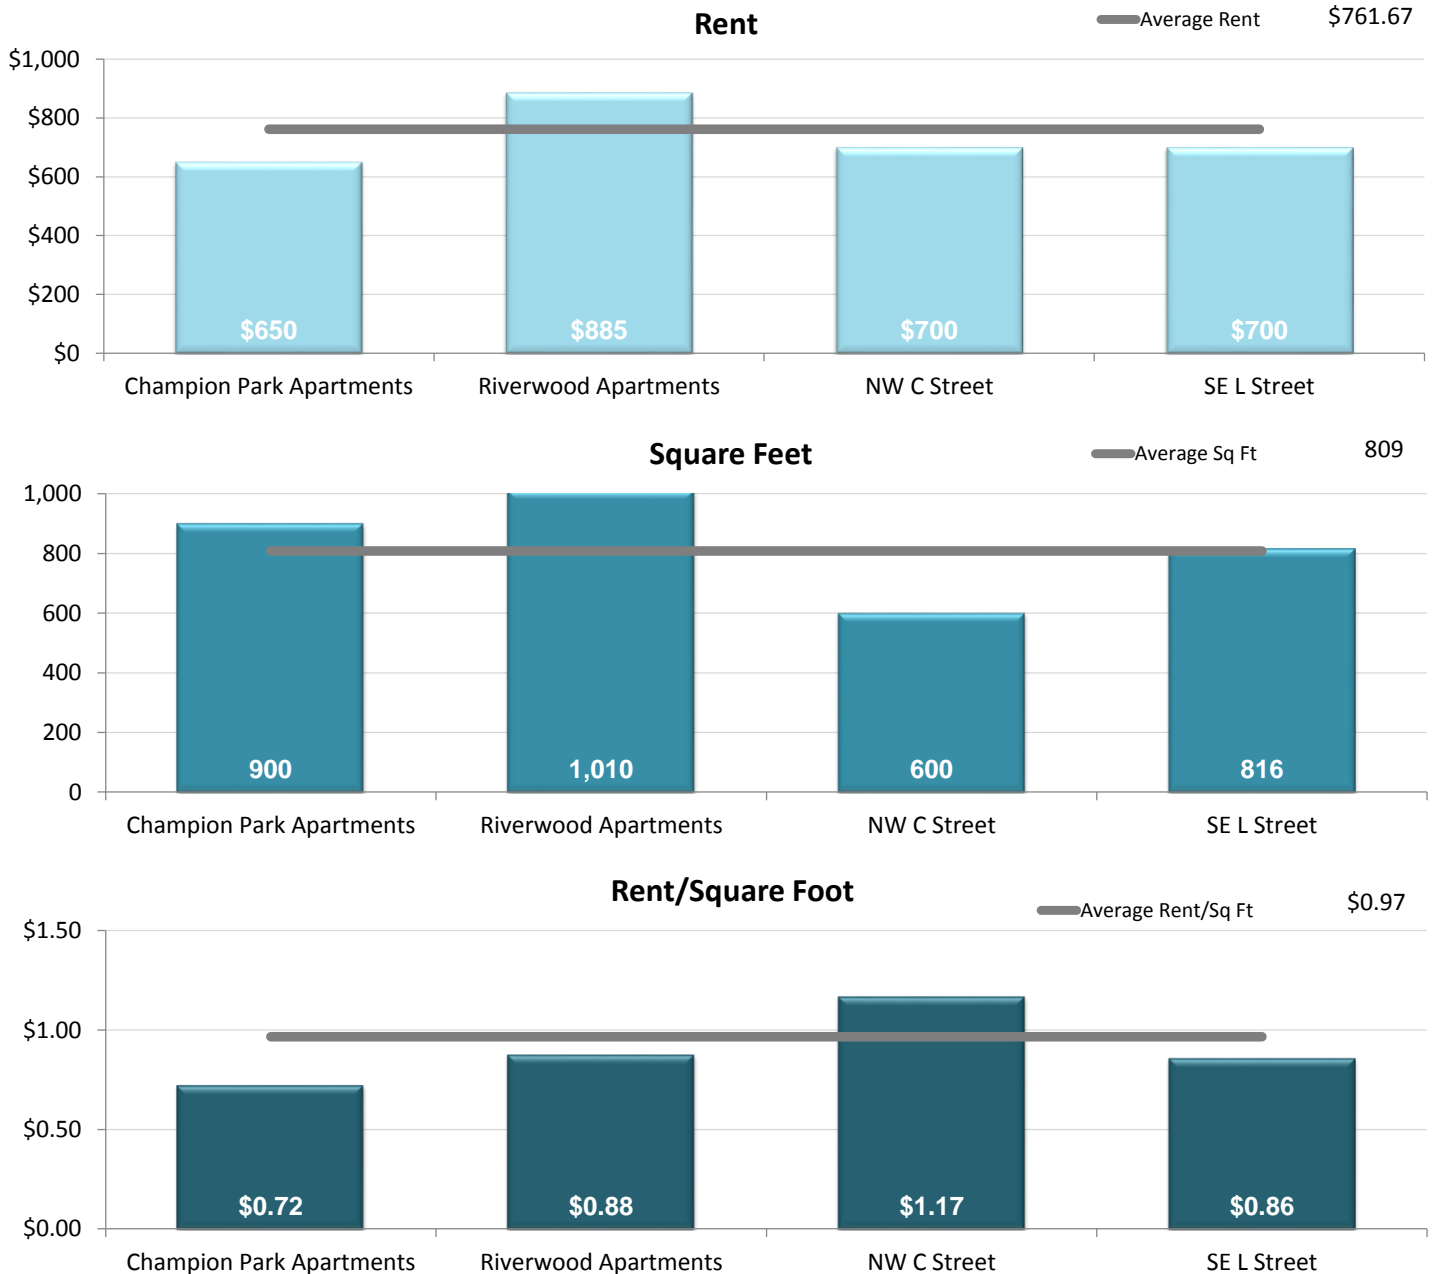 Rent
Average Rent $761.67
$1,000
$800
$600
$400
$200
$0
$650 $885 $700 $700
Champion Park Apartments Riverwood Apartments NW C Street SE L Street
Square Feet
Average Sq Ft 809
1,000
800
600
400
200
0
900 1,010 600 816
Champion Park Apartments Riverwood Apartments NW C Street SE L Street
Rent/Square Foot
Average Rent/Sq Ft $0.97
$1.50
$1.00
$0.50
$0.00
$0.72 $0.88 $1.17 $0.86
Champion Park Apartments Riverwood Apartments NW C Street SE L Street